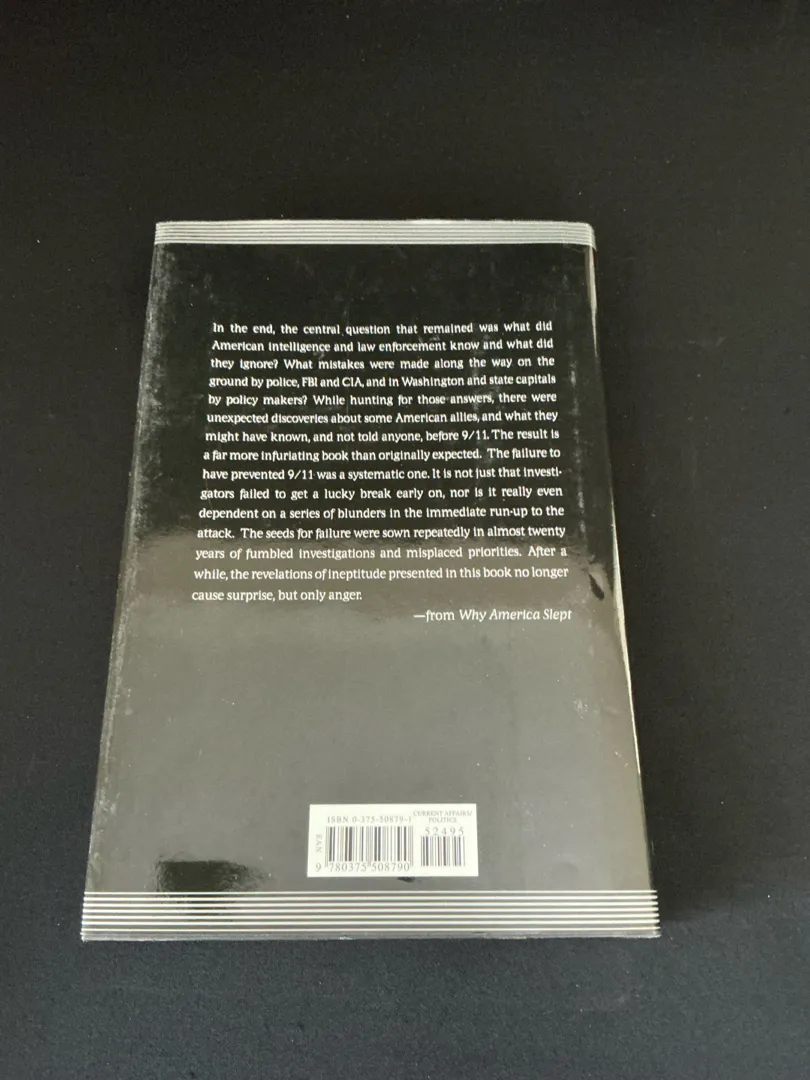 In the end, the central question that remained was what did
American intelligence and law enforcement know and what did
they ignore? What mistakes were made along the way on the
ground by police, FBI and CIA, and in Washington and state capitals
by policy makers? While hunting for those answers, there were
unexpected discoveries about some American allies, and what they
might have known, and not told anyone, before 9/11. The result is
a far more infuriating book than originally expected. The failure to
have prevented 9/11 was a systematic one. It is not just that investi-
gators failed to get a lucky break early on, nor is it really even
dependent on a series of blunders in the immediate run-up to the
attack. The seeds for failure were sown repeatedly in almost twenty
years of fumbled investigations and misplaced priorities. After a
while, the revelations of ineptitude presented in this book no longer
cause surprise, but only anger.
—from Why America Slept
ISBN 0-375-50879-1
CURRENT AFFAIRS/
POLITICS
52495
EAN
9 780375 508790